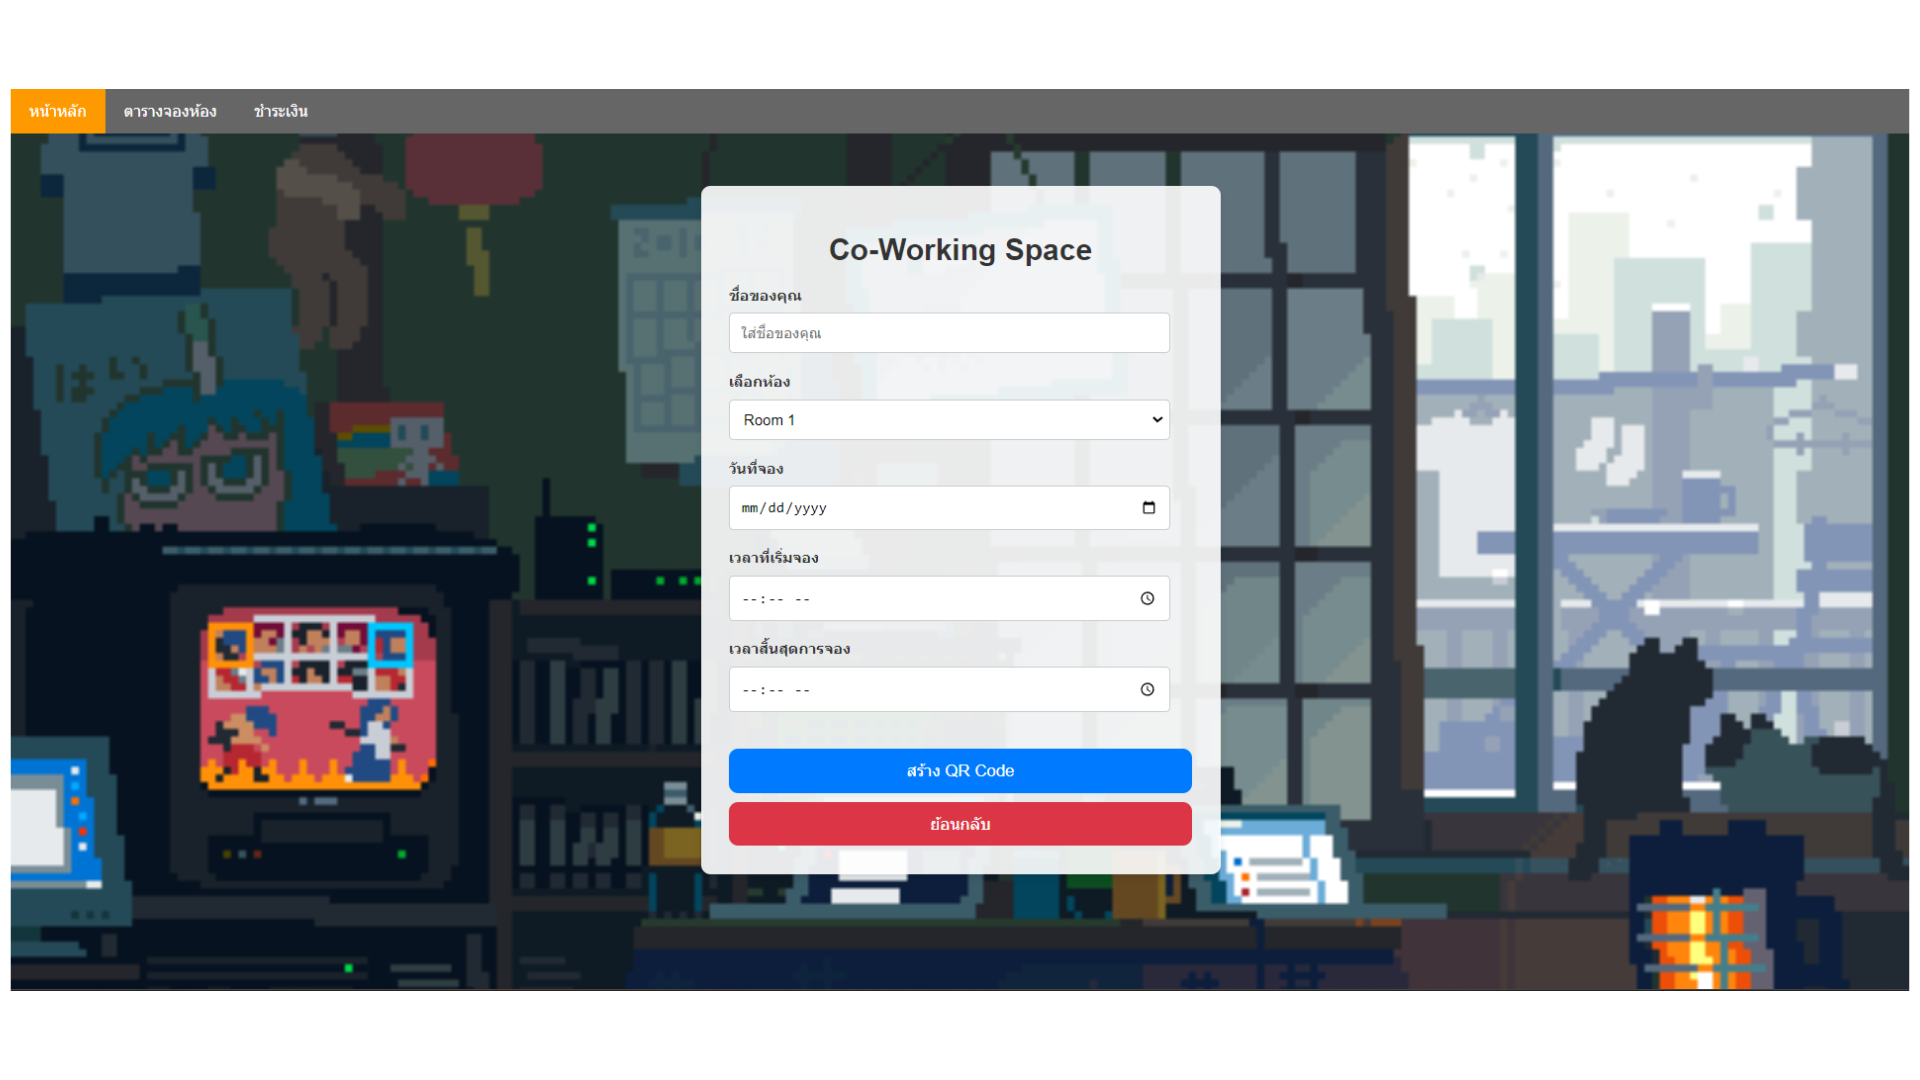 หน้าหลัก ตารางจองห้อง ชำระเงิน
Co-Working Space
ชื่อของคุณ
ใส่ชื่อของคุณ
เลือกห้อง
Room 1
วันที่จอง
mm/dd/yyyy
เวลาที่เริ่มจอง
--:-- --
เวลาสิ้นสุดการจอง
--:-- --
สร้าง QR Code
ย้อนกลับ
はい